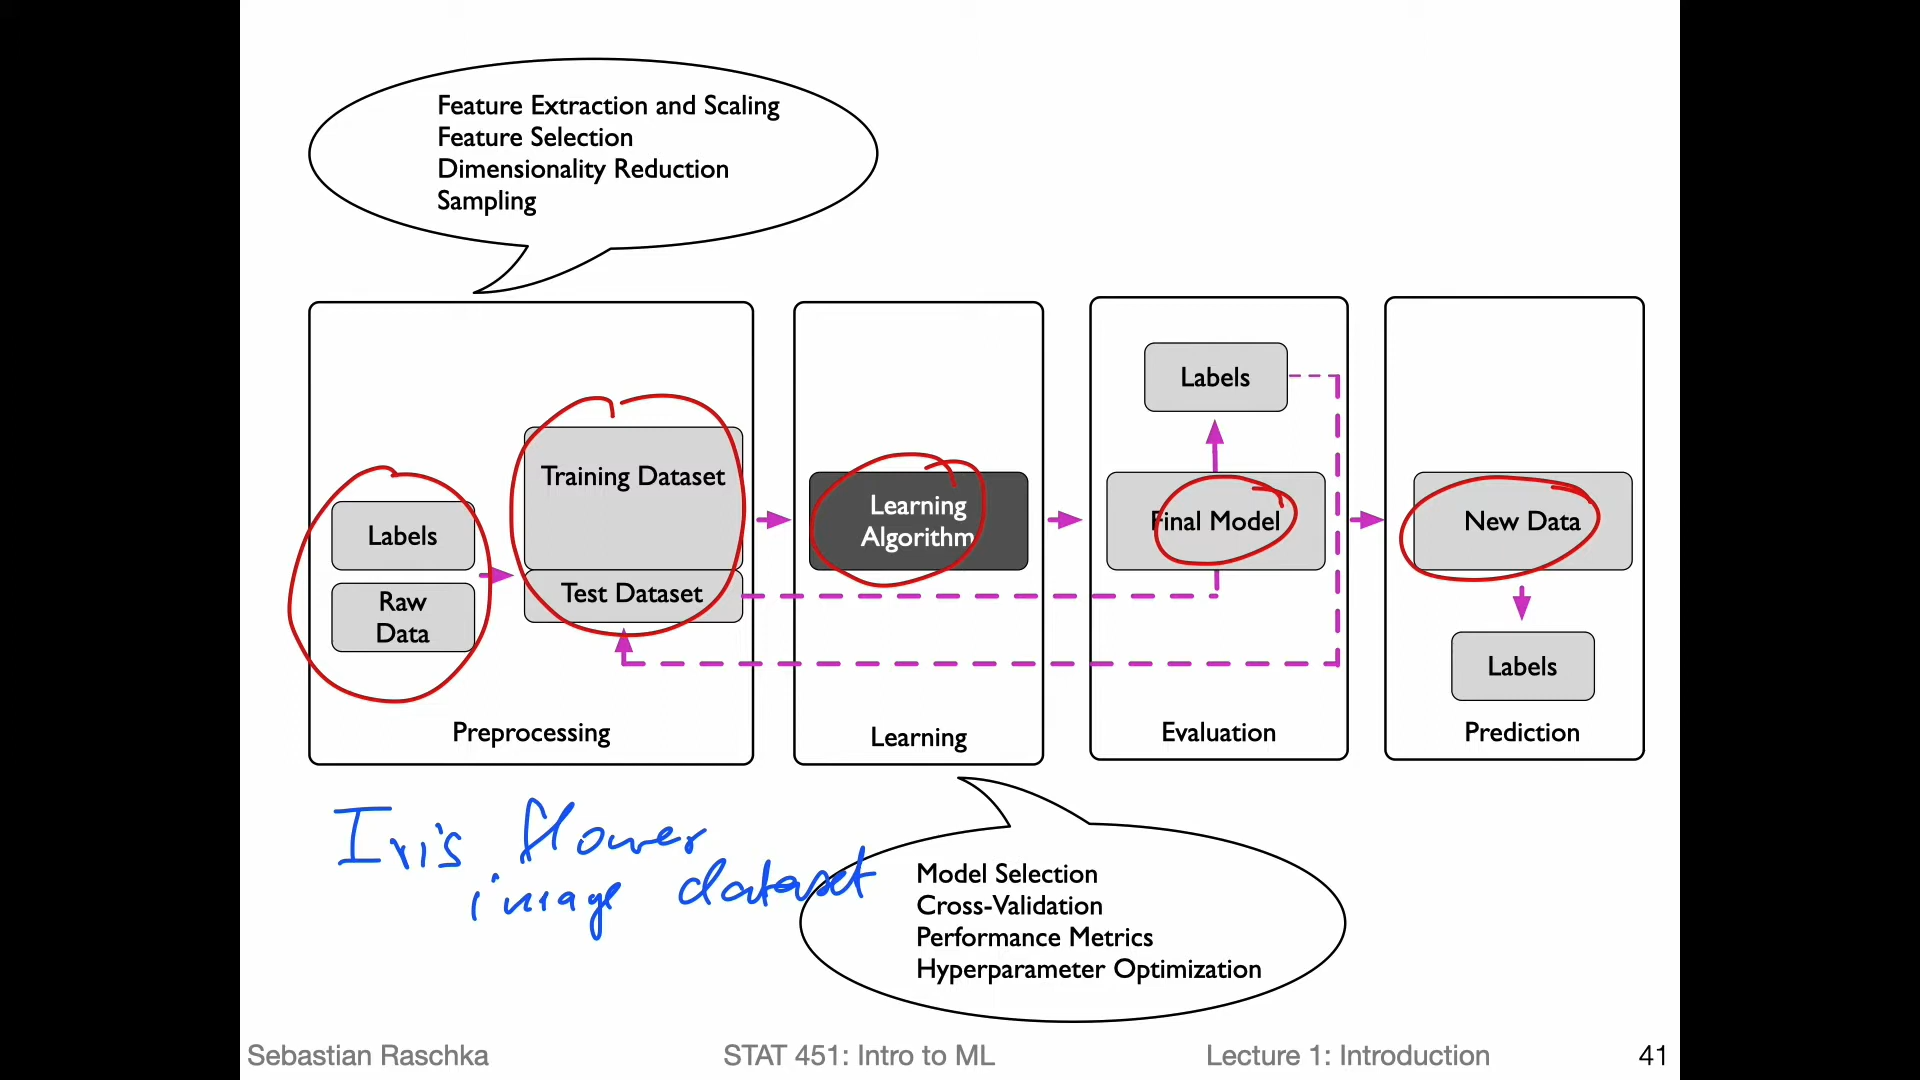 Feature Extraction and Scaling
Feature Selection
Dimensionality Reduction
Sampling
Labels
Raw
Data
Training Dataset
Test Dataset
Preprocessing
Learning
Algorithm
Learning
Labels
Final Model
Evaluation
New Data
Labels
Prediction
Iris flower
image dataset
Model Selection
Cross-Validation
Performance Metrics
Hyperparameter Optimization
Sebastian Raschka
STAT 451: Intro to ML
Lecture 1: Introduction
41